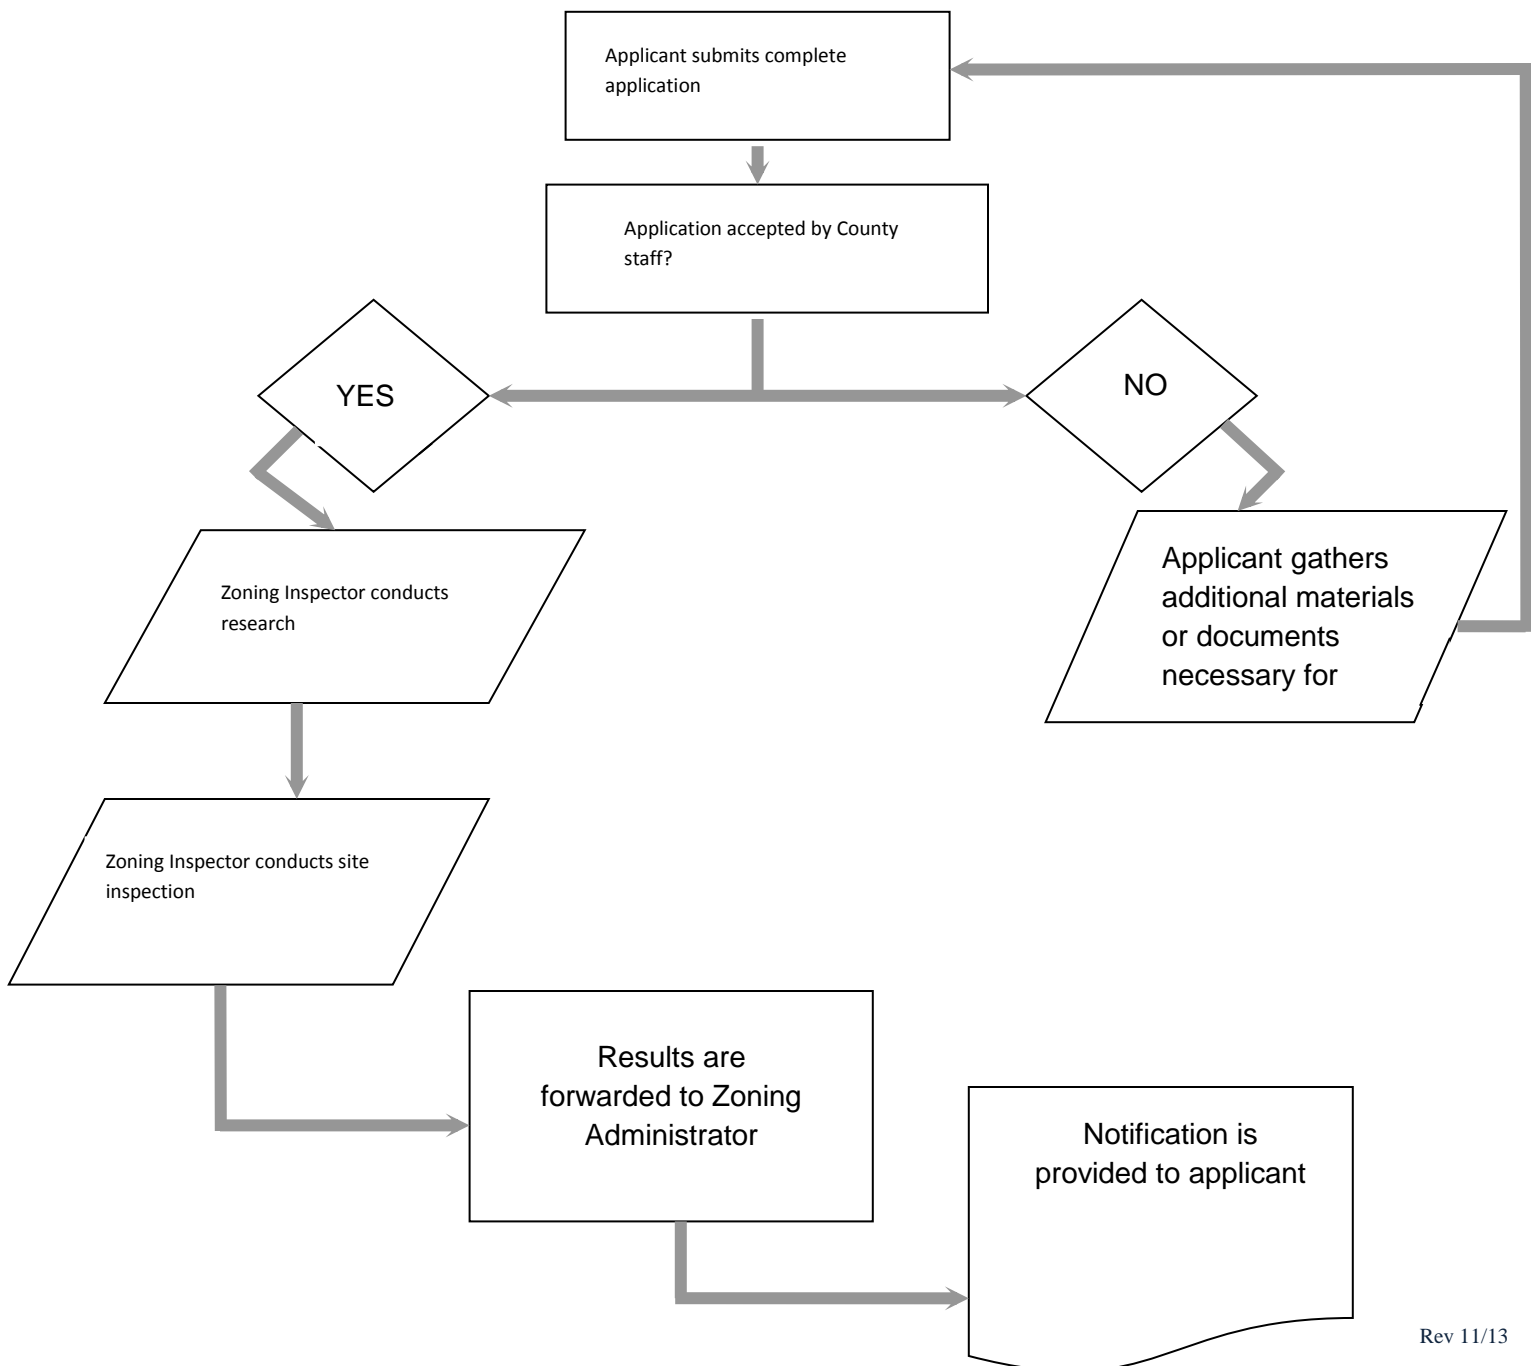 Applicant submits complete
application
Application accepted by County
staff?
YES
NO
Zoning Inspector conducts
research
Applicant gathers
additional materials
or documents
necessary for
Zoning Inspector conducts site
inspection
Results are
forwarded to Zoning
Administrator
Notification is
provided to applicant
Rev 11/13